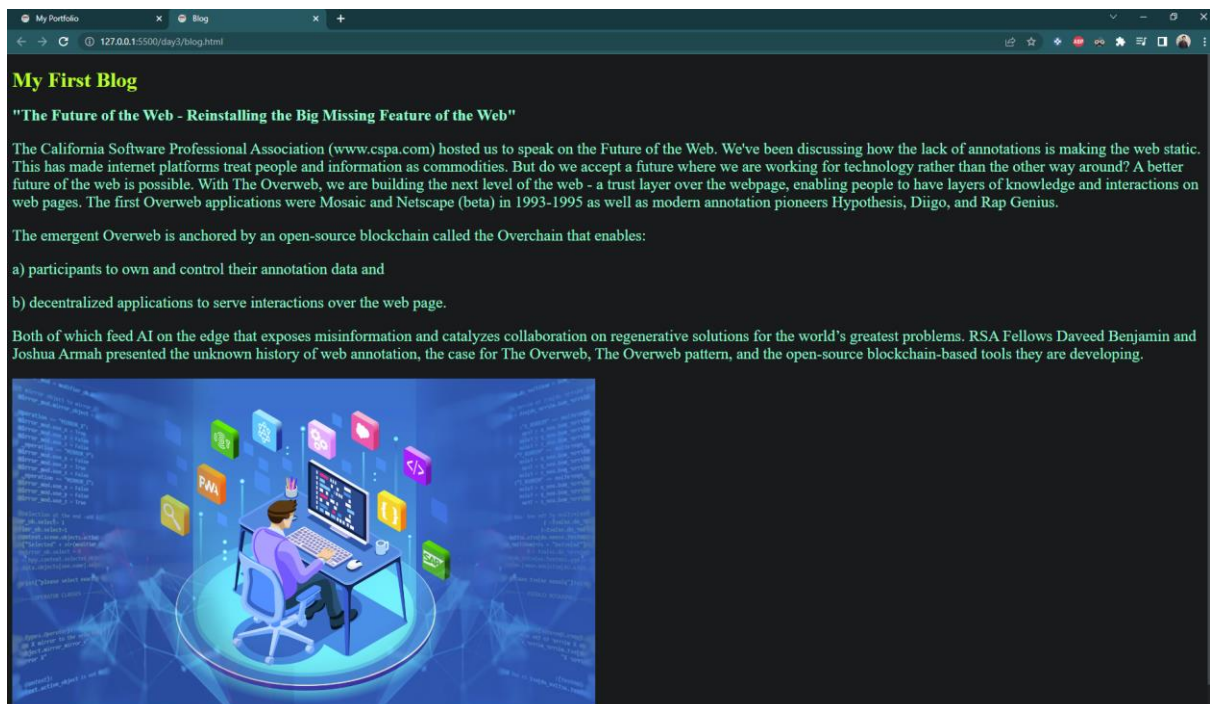 My Portfolio
Blog
127.0.0.1:5500/day3/blog.html
My First Blog
"The Future of the Web - Reinstalling the Big Missing Feature of the Web"
The California Software Professional Association (www.cspa.com) hosted us to speak on the Future of the Web. We've been discussing how the lack of annotations is making the web static.
This has made internet platforms treat people and information as commodities. But do we accept a future where we are working for technology rather than the other way around? A better
future of the web is possible. With The Overweb, we are building the next level of the web - a trust layer over the webpage, enabling people to have layers of knowledge and interactions on
web pages. The first Overweb applications were Mosaic and Netscape (beta) in 1993-1995 as well as modern annotation pioneers Hypothesis, Diigo, and Rap Genius.
The emergent Overweb is anchored by an open-source blockchain called the Overchain that enables:
a) participants to own and control their annotation data and
b) decentralized applications to serve interactions over the web page.
Both of which feed AI on the edge that exposes misinformation and catalyzes collaboration on regenerative solutions for the world’s greatest problems. RSA Fellows Daveed Benjamin and
Joshua Armah presented the unknown history of web annotation, the case for The Overweb, The Overweb pattern, and the open-source blockchain-based tools they are developing.
</>
PWA
{}